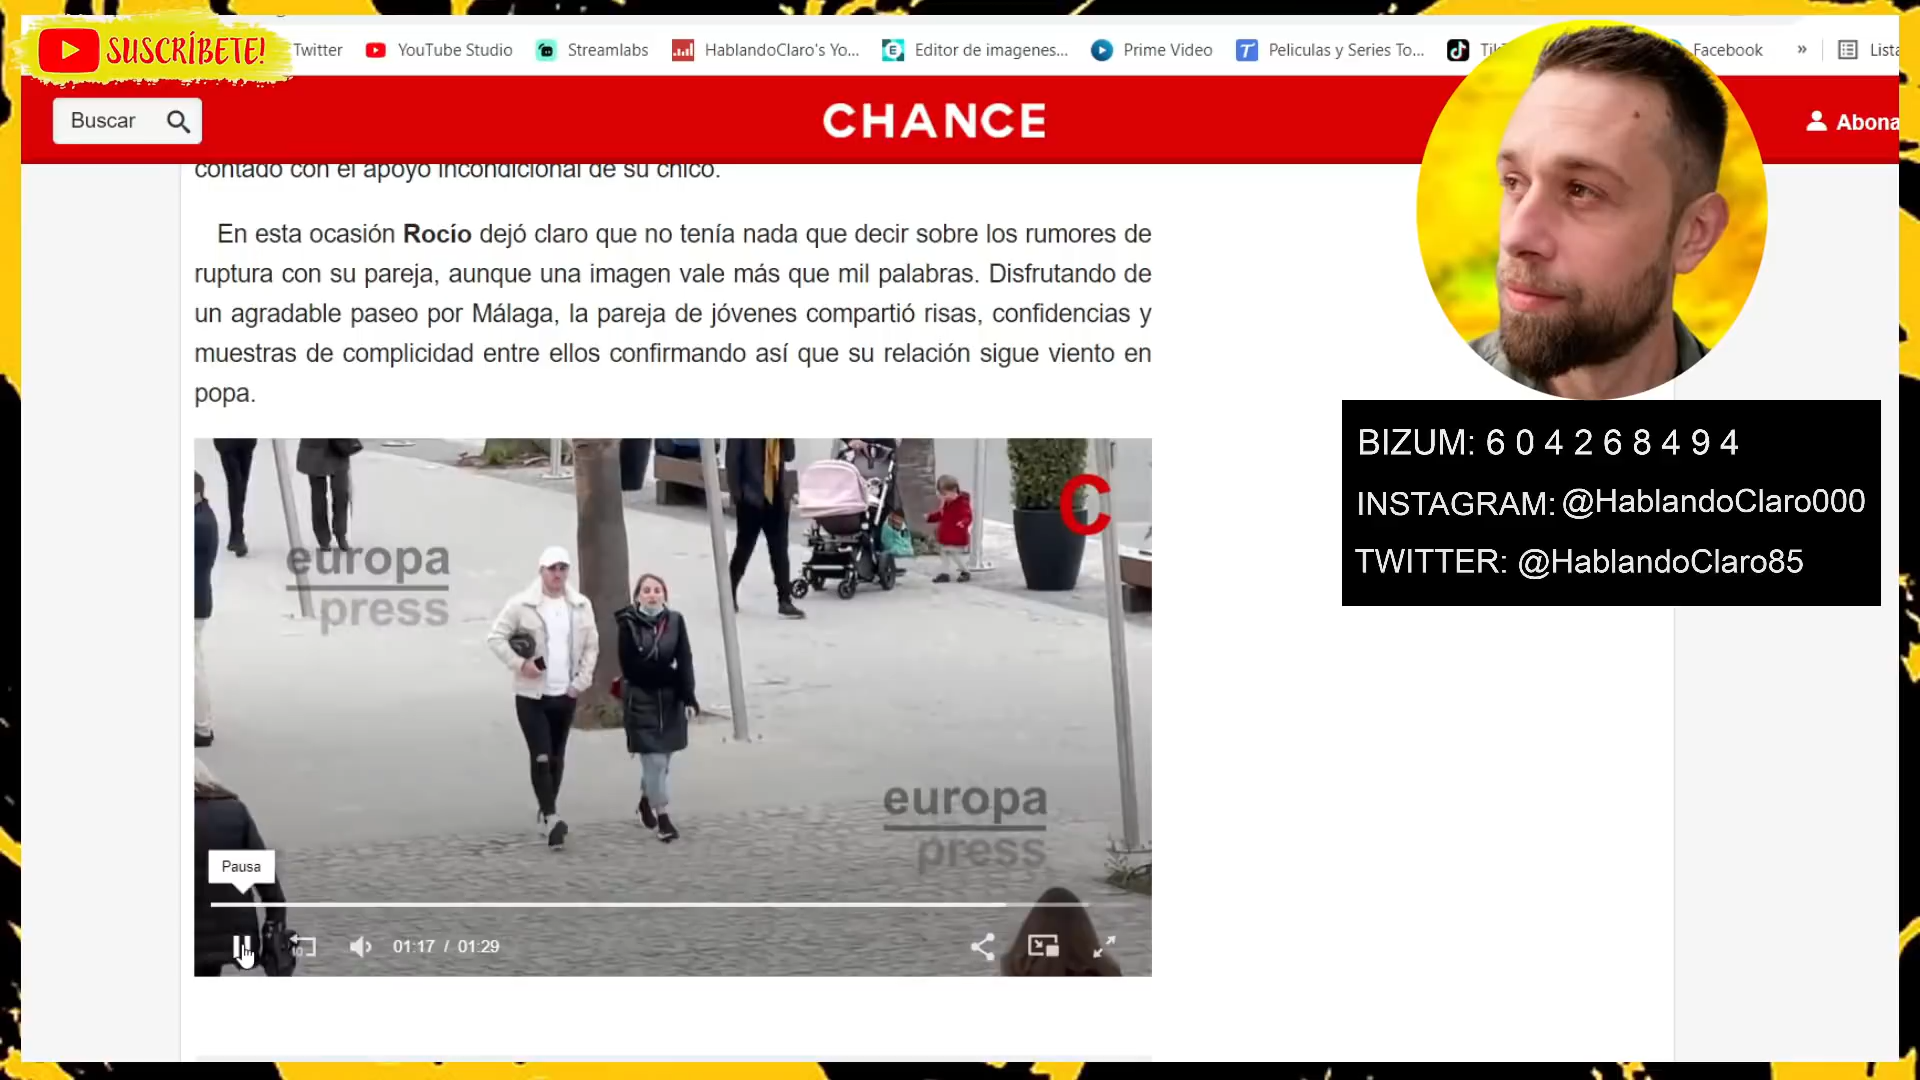 SUSCRÍBETE!
Twitter
YouTube Studio
Streamlabs
HablandoClaro's Yo...
Editor de imagenes...
Prime Video
Peliculas y Series To...
Facebook
»
Lista
Buscar
CHANCE
Abona
contado con el apoyo incondicional de su chico.
En esta ocasión Rocío dejó claro que no tenía nada que decir sobre los rumores de
ruptura con su pareja, aunque una imagen vale más que mil palabras. Disfrutando de
un agradable paseo por Málaga, la pareja de jóvenes compartió risas, confidencias y
muestras de complicidad entre ellos confirmando así que su relación sigue viento en
popa.
BIZUM: 6 0 4 2 6 8 4 9 4
INSTAGRAM: @HablandoClaro000
TWITTER: @HablandoClaro85
C
europa
press
europa
press
Pausa
10
01:17 / 01:29